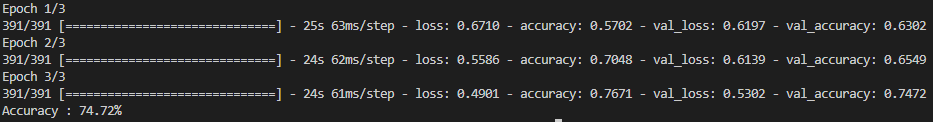 Epoch 1/3
391/391 [==============================] - 25s 63ms/step - loss: 0.6710 - accuracy: 0.5702 - val_loss: 0.6197 - val_accuracy: 0.6302
Epoch 2/3
391/391 [==============================] - 24s 62ms/step - loss: 0.5586 - accuracy: 0.7048 - val_loss: 0.6139 - val_accuracy: 0.6549
Epoch 3/3
391/391 [==============================] - 24s 61ms/step - loss: 0.4901 - accuracy: 0.7671 - val_loss: 0.5302 - val_accuracy: 0.7472
Accuracy : 74.72%